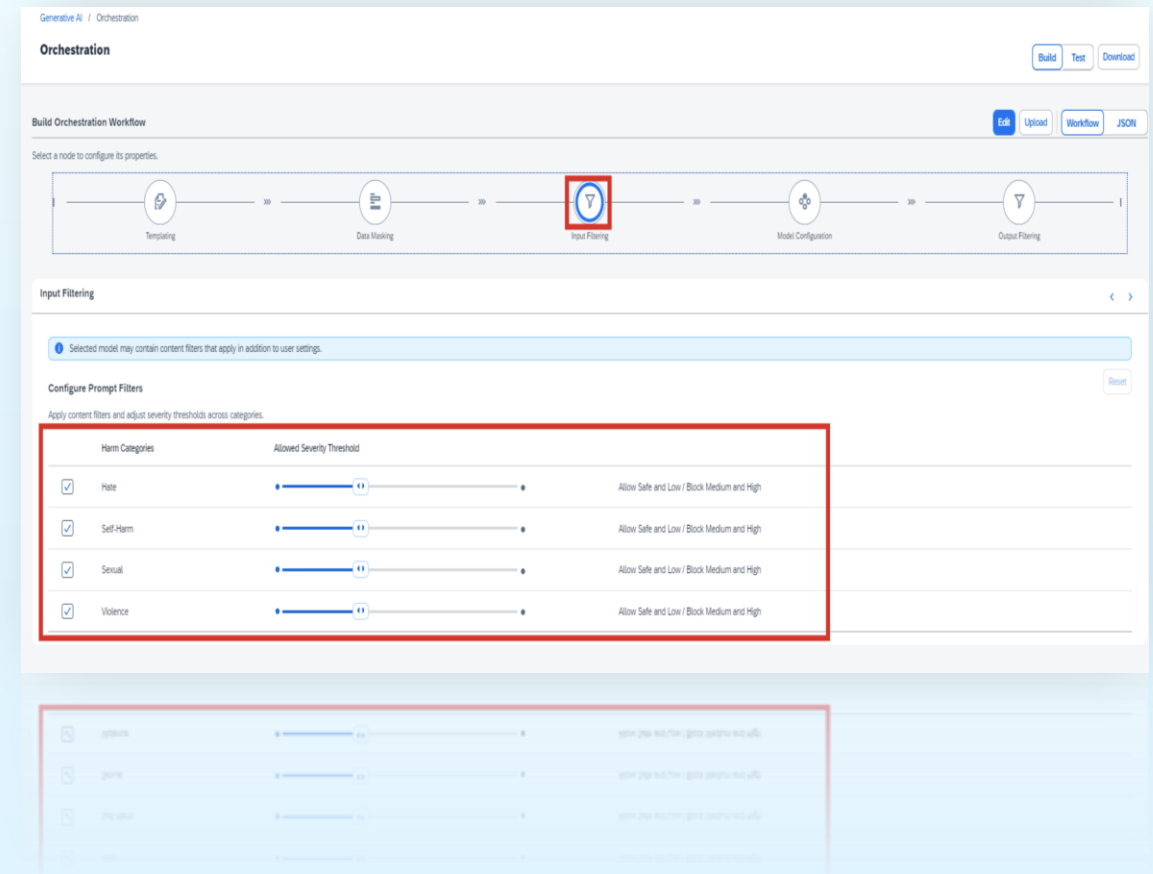 Generative AI / Orchestration
Orchestration
Build Test Download
Build Orchestration Workflow
Edit Upload Workflow JSON
Select a node to configure its properties.
Templating Data Masking Input Filtering Model Configuration Output Filtering
Input Filtering
Selected model may contain content filters that apply in addition to user settings.
Configure Prompt Filters
Reset
Apply content filters and adjust severity thresholds across categories.
Harm Categories Allowed Severity Threshold
Hate Allow Safe and Low / Block Medium and High
Self-Harm Allow Safe and Low / Block Medium and High
Sexual Allow Safe and Low / Block Medium and High
Violence Allow Safe and Low / Block Medium and High